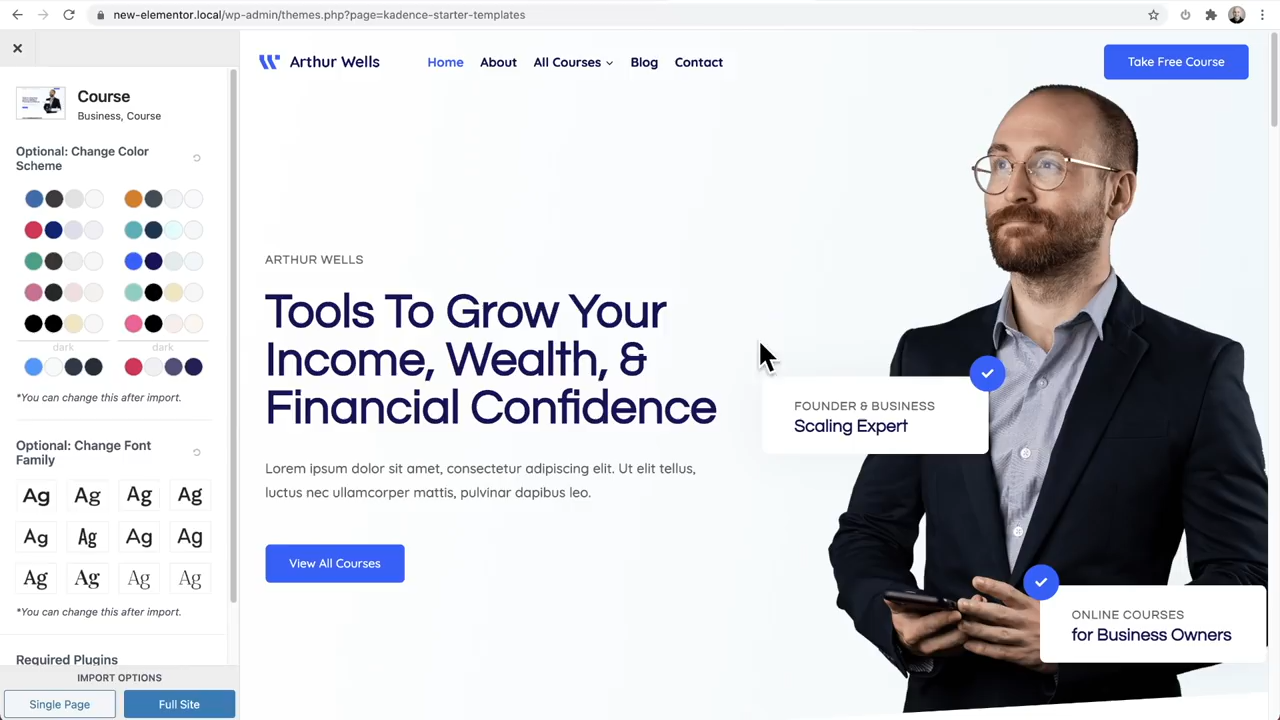 new-elementor.local/wp-admin/themes.php?page=kadence-starter-templates
Course
Business, Course
Optional: Change Color
Scheme
dark
dark
*You can change this after import.
Optional: Change Font
Family
Ag Ag Ag Ag
Ag Ag Ag Ag
Ag Ag Ag Ag
*You can change this after import.
Required Plugins
IMPORT OPTIONS
Single Page
Full Site
Arthur Wells
Home
About
All Courses
Blog
Contact
Take Free Course
ARTHUR WELLS
Tools To Grow Your
Income, Wealth, &
Financial Confidence
Lorem ipsum dolor sit amet, consectetur adipiscing elit. Ut elit tellus,
luctus nec ullamcorper mattis, pulvinar dapibus leo.
View All Courses
FOUNDER & BUSINESS
Scaling Expert
ONLINE COURSES
for Business Owners